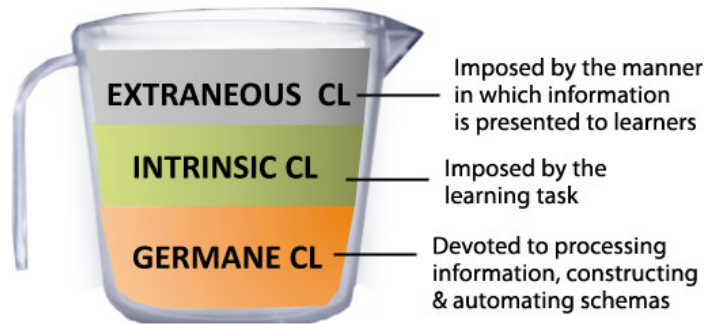 EXTRANEOUS CL
Imposed by the manner
in which information
is presented to learners
INTRINSIC CL
Imposed by the
learning task
GERMANE CL
Devoted to processing
information, constructing
& automating schemas